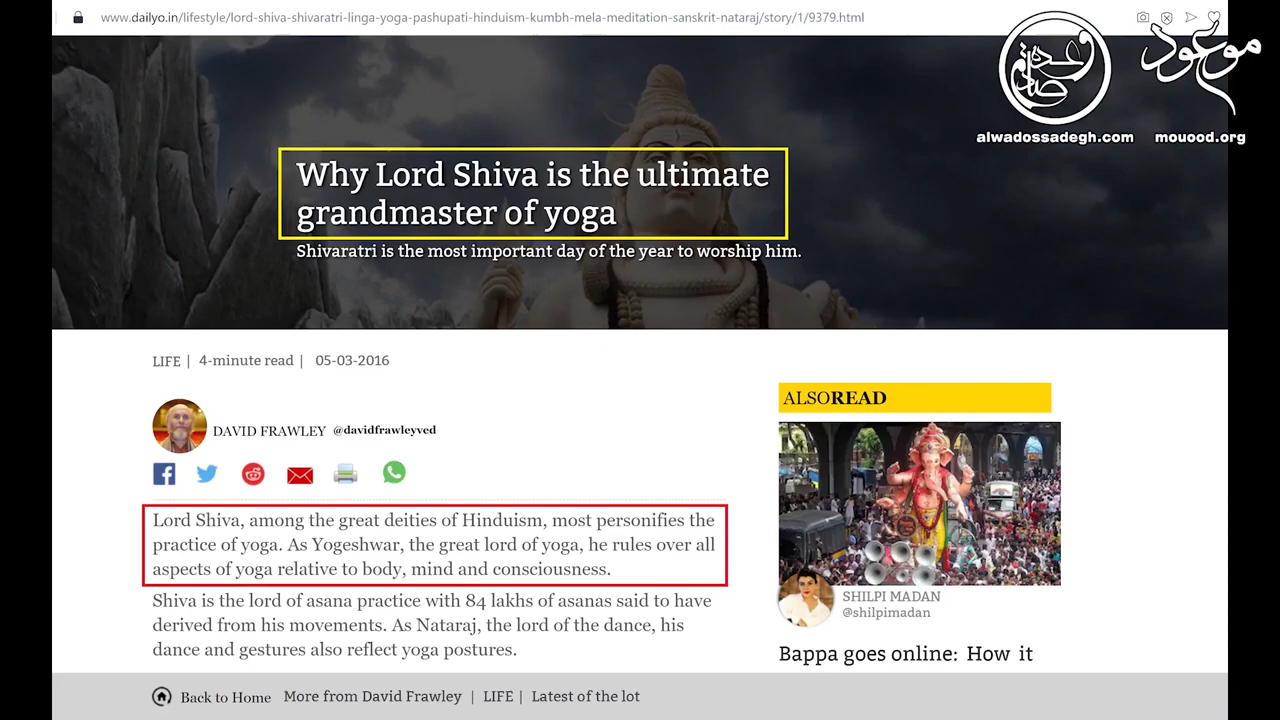 www.dailyo.in/lifestyle/lord-shiva-shivaratri-linga-yoga-pashupati-hinduism-kumbh-mela-meditation-sanskrit-nataraj/story/1/9379.html
وعده صادق
موعود
alwadossadegh.com
mouood.org
Why Lord Shiva is the ultimate
grandmaster of yoga
Shivaratri is the most important day of the year to worship him.
LIFE | 4-minute read | 05-03-2016
DAVID FRAWLEY @davidfrawleyved
Lord Shiva, among the great deities of Hinduism, most personifies the
practice of yoga. As Yogeshwar, the great lord of yoga, he rules over all
aspects of yoga relative to body, mind and consciousness.
Shiva is the lord of asana practice with 84 lakhs of asanas said to have
derived from his movements. As Nataraj, the lord of the dance, his
dance and gestures also reflect yoga postures.
ALSOREAD
SHILPI MADAN
@shilpimadan
Bappa goes online: How it
Back to Home More from David Frawley | LIFE | Latest of the lot